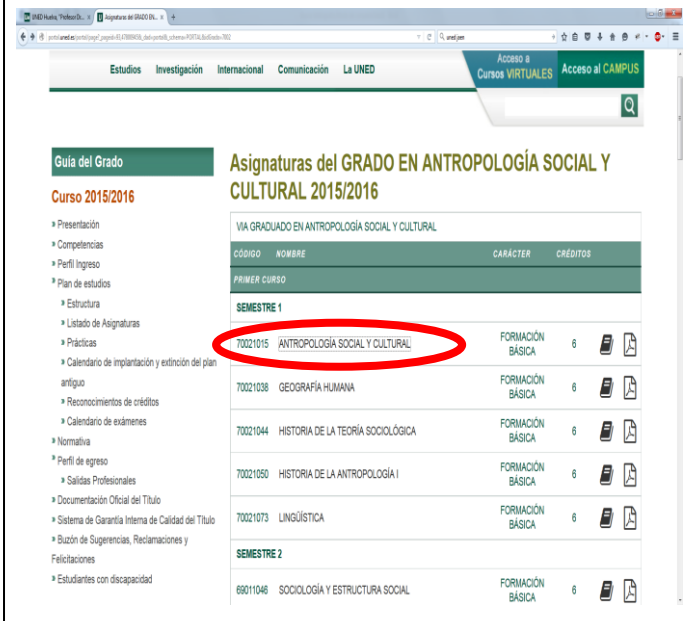 UNED Huelva, "Profesor Dr... x
Asignaturas del GRADO EN... x
uned jaen
Estudios Investigación Internacional Comunicación La UNED
Acceso a
Cursos VIRTUALES
Acceso al CAMPUS
Guía del Grado
Curso 2015/2016
» Presentación
» Competencias
» Perfil Ingreso
» Plan de estudios
» Estructura
» Listado de Asignaturas
» Prácticas
» Calendario de implantación y extinción del plan
antiguo
» Reconocimientos de créditos
» Calendario de exámenes
» Normativa
» Perfil de egreso
» Salidas Profesionales
» Documentación Oficial del Título
» Sistema de Garantía Interna de Calidad del Título
» Buzón de Sugerencias, Reclamaciones y
Felicitaciones
» Estudiantes con discapacidad
Asignaturas del GRADO EN ANTROPOLOGÍA SOCIAL Y
CULTURAL 2015/2016
VIA GRADUADO EN ANTROPOLOGÍA SOCIAL Y CULTURAL
CÓDIGO NOMBRE CARÁCTER CRÉDITOS
PRIMER CURSO
SEMESTRE 1
70021015 ANTROPOLOGÍA SOCIAL Y CULTURAL FORMACIÓN BÁSICA 6
70021038 GEOGRAFÍA HUMANA FORMACIÓN BÁSICA 6
70021044 HISTORIA DE LA TEORÍA SOCIOLÓGICA FORMACIÓN BÁSICA 6
70021050 HISTORIA DE LA ANTROPOLOGÍA I FORMACIÓN BÁSICA 6
70021073 LINGÜÍSTICA FORMACIÓN BÁSICA 6
SEMESTRE 2
69011046 SOCIOLOGÍA Y ESTRUCTURA SOCIAL FORMACIÓN BÁSICA 6